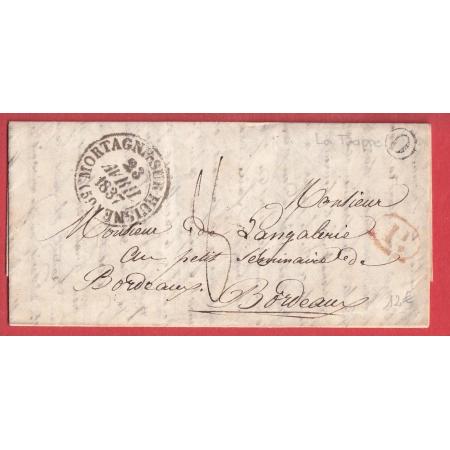 MORTAGNE-SUR-HUISNE
23
AVRIL
1837
La Trappe
O
Monsieur
Monsieur de Langalerie
au petit séminaire de
Bordeaux
Bordeaux
12€